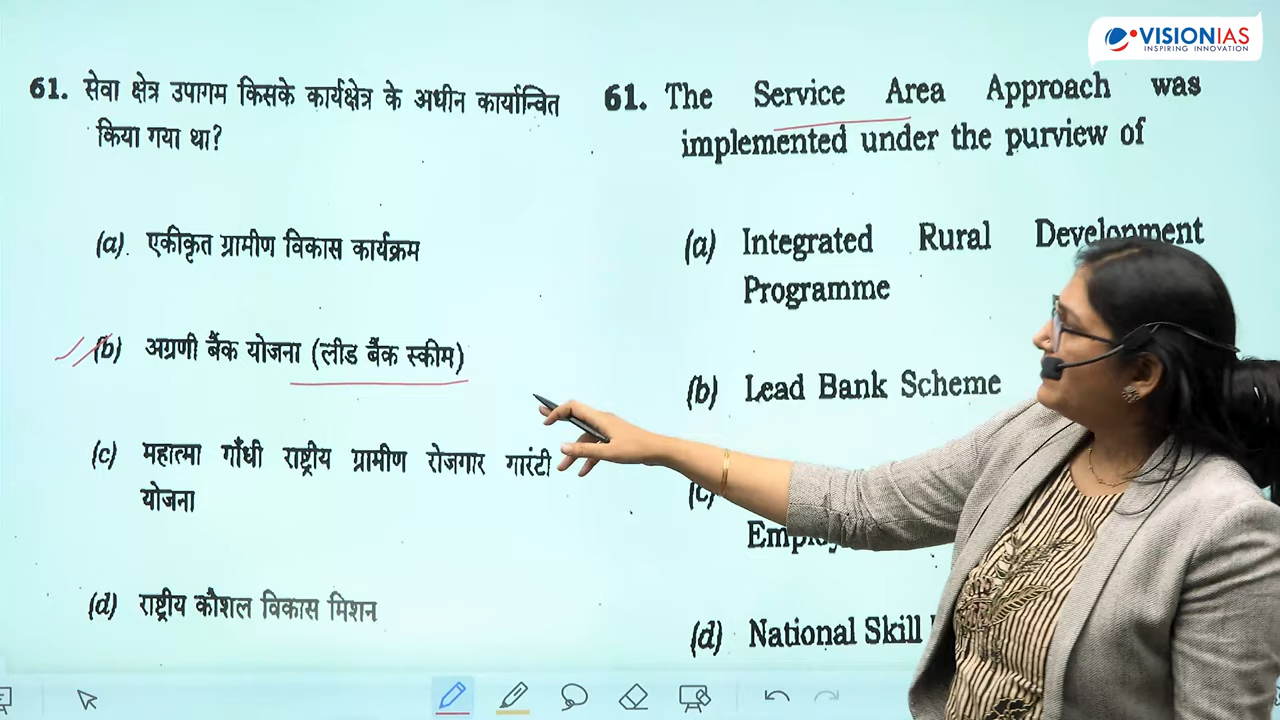 VISIONIAS
INSPIRING INNOVATION
61. सेवा क्षेत्र उपागम किसके कार्यक्षेत्र के अधीन कार्यान्वित
किया गया था?
(a). एकीकृत ग्रामीण विकास कार्यक्रम
(b) अग्रणी बैंक योजना (लीड बैंक स्कीम)
(c) महात्मा गाँधी राष्ट्रीय ग्रामीण रोजगार गारंटी
योजना
(d) राष्ट्रीय कौशल विकास मिशन
61. The Service Area Approach was
implemented under the purview of
(a) Integrated Rural Development
Programme
(b) Lead Bank Scheme
(c)
(d) National Skill